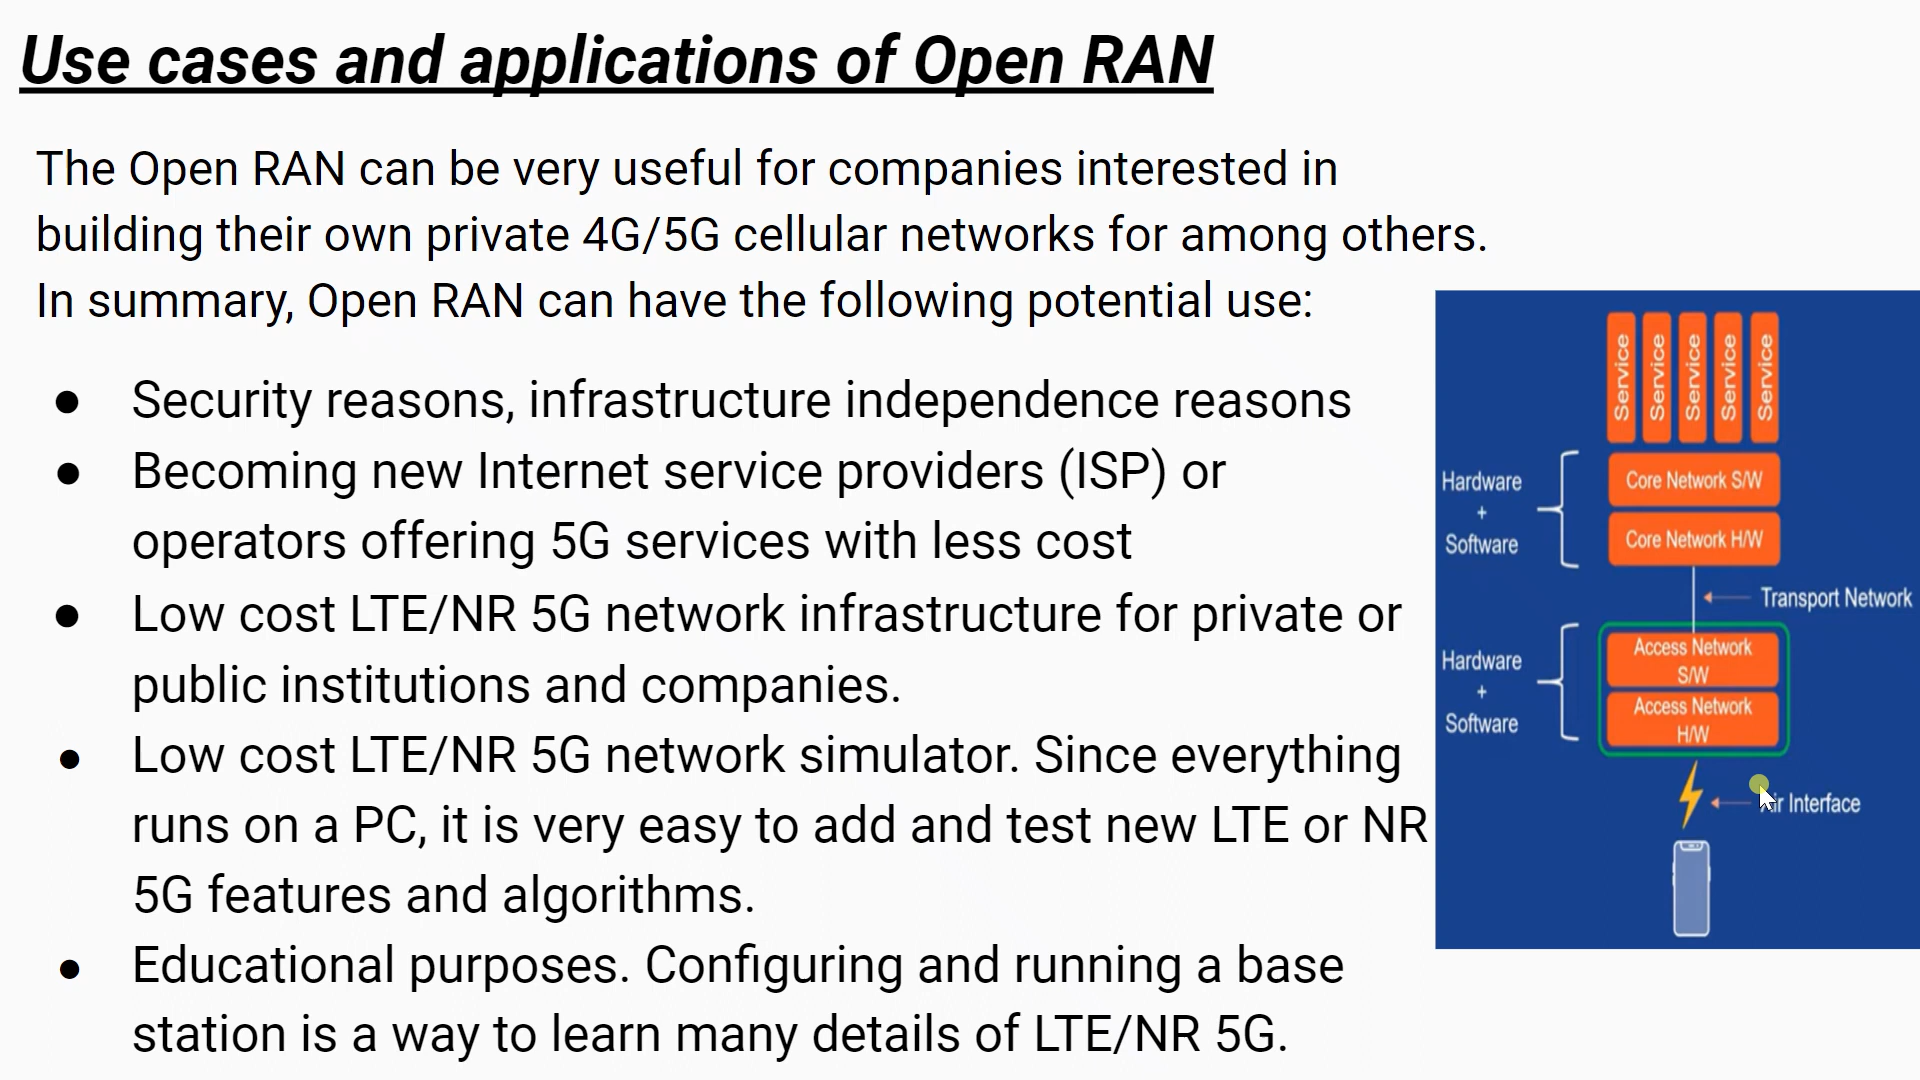 Use cases and applications of Open RAN
The Open RAN can be very useful for companies interested in
building their own private 4G/5G cellular networks for among others.
In summary, Open RAN can have the following potential use:
● Security reasons, infrastructure independence reasons
● Becoming new Internet service providers (ISP) or
operators offering 5G services with less cost
● Low cost LTE/NR 5G network infrastructure for private or
public institutions and companies.
● Low cost LTE/NR 5G network simulator. Since everything
runs on a PC, it is very easy to add and test new LTE or NR
5G features and algorithms.
● Educational purposes. Configuring and running a base
station is a way to learn many details of LTE/NR 5G.
Service
Service
Service
Service
Service
Hardware
+
Software
Core Network S/W
Core Network H/W
Transport Network
Hardware
+
Software
Access Network
S/W
Access Network
H/W
Air Interface